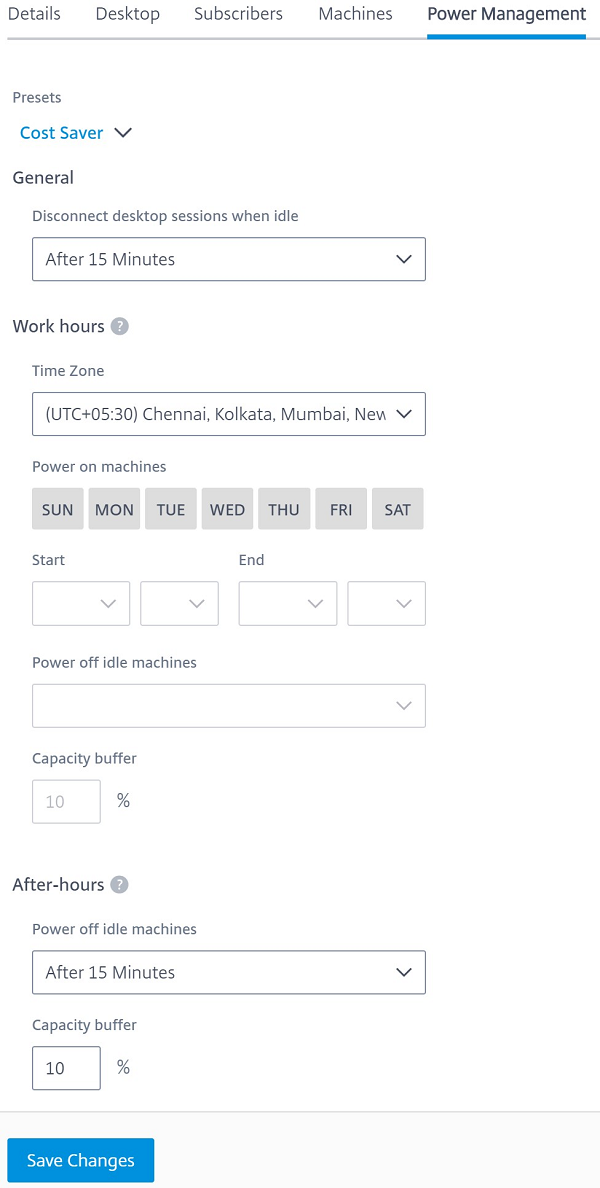 Details Desktop Subscribers Machines Power Management
Presets
Cost Saver
General
Disconnect desktop sessions when idle
After 15 Minutes
Work hours ?
Time Zone
(UTC+05:30) Chennai, Kolkata, Mumbai, New
Power on machines
SUN MON TUE WED THU FRI SAT
Start End
Power off idle machines
Capacity buffer
10 %
After-hours ?
Power off idle machines
After 15 Minutes
Capacity buffer
10 %
Save Changes